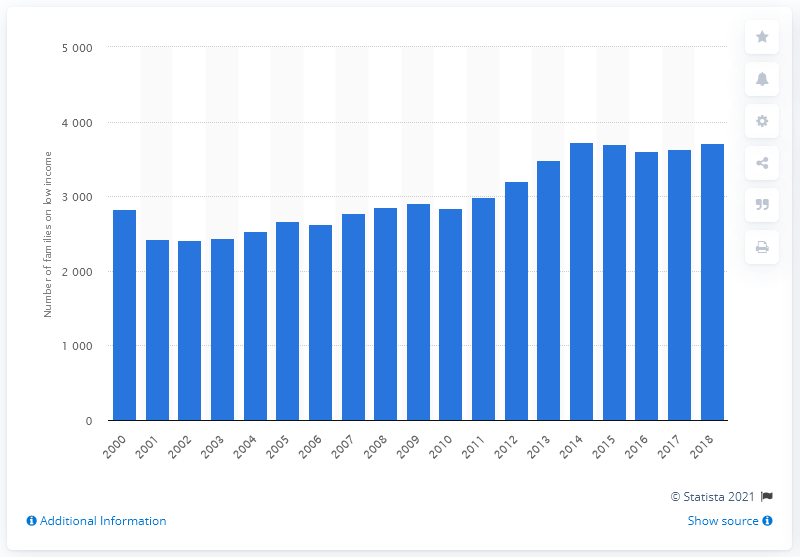 5 000
4 000
3 000
2 000
1 000
0
Number of families on low income
2000 2001 2002 2003 2004 2005 2006 2007 2008 2009 2010 2011 2012 2013 2014 2015 2016 2017 2018
© Statista 2021
Additional Information
Show source